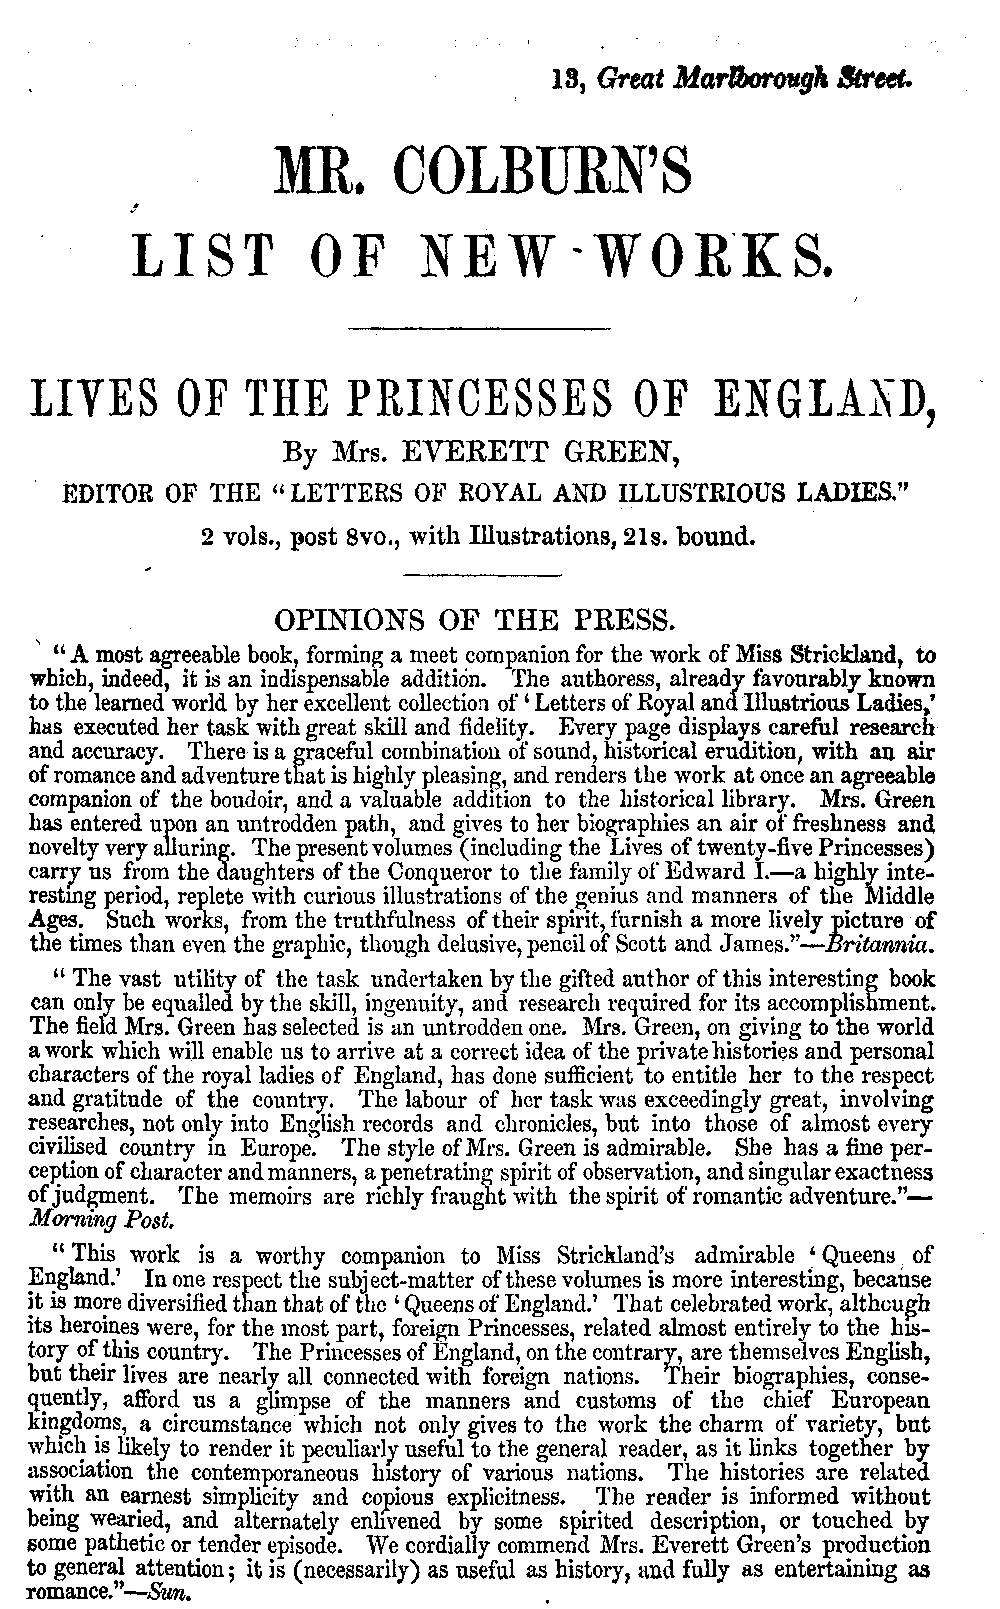 13, Great Marlborough Street.
MR. COLBURN'S
LIST OF NEW WORKS.
LIVES OF THE PRINCESSES OF ENGLAND,
By Mrs. EVERETT GREEN,
EDITOR OF THE "LETTERS OF ROYAL AND ILLUSTRIOUS LADIES."
2 vols., post 8vo., with Illustrations, 21s. bound.
OPINIONS OF THE PRESS.
"A most agreeable book, forming a meet companion for the work of Miss Strickland, to
which, indeed, it is an indispensable addition. The authoress, already favourably known
to the learned world by her excellent collection of 'Letters of Royal and Illustrious Ladies,'
has executed her task with great skill and fidelity. Every page displays careful research
and accuracy. There is a graceful combination of sound, historical erudition, with an air
of romance and adventure that is highly pleasing, and renders the work at once an agreeable
companion of the boudoir, and a valuable addition to the historical library. Mrs. Green
has entered upon an untrodden path, and gives to her biographies an air of freshness and
novelty very alluring. The present volumes (including the Lives of twenty-five Princesses)
carry us from the daughters of the Conqueror to the family of Edward I.—a highly inte-
resting period, replete with curious illustrations of the genius and manners of the Middle
Ages. Such works, from the truthfulness of their spirit, furnish a more lively picture of
the times than even the graphic, though delusive, pencil of Scott and James."—Britannia.
"The vast utility of the task undertaken by the gifted author of this interesting book
can only be equalled by the skill, ingenuity, and research required for its accomplishment.
The field Mrs. Green has selected is an untrodden one. Mrs. Green, on giving to the world
a work which will enable us to arrive at a correct idea of the private histories and personal
characters of the royal ladies of England, has done sufficient to entitle her to the respect
and gratitude of the country. The labour of her task was exceedingly great, involving
researches, not only into English records and chronicles, but into those of almost every
civilised country in Europe. The style of Mrs. Green is admirable. She has a fine per-
ception of character and manners, a penetrating spirit of observation, and singular exactness
of judgment. The memoirs are richly fraught with the spirit of romantic adventure."—
Morning Post.
"This work is a worthy companion to Miss Strickland's admirable 'Queens of
England.' In one respect the subject-matter of these volumes is more interesting, because
it is more diversified than that of the 'Queens of England.' That celebrated work, although
its heroines were, for the most part, foreign Princesses, related almost entirely to the his-
tory of this country. The Princesses of England, on the contrary, are themselves English,
but their lives are nearly all connected with foreign nations. Their biographies, conse-
quently, afford us a glimpse of the manners and customs of the chief European
kingdoms, a circumstance which not only gives to the work the charm of variety, but
which is likely to render it peculiarly useful to the general reader, as it links together by
association the contemporaneous history of various nations. The histories are related
with an earnest simplicity and copious explicitness. The reader is informed without
being wearied, and alternately enlivened by some spirited description, or touched by
some pathetic or tender episode. We cordially commend Mrs. Everett Green's production
to general attention; it is (necessarily) as useful as history, and fully as entertaining as
romance."—Sun.